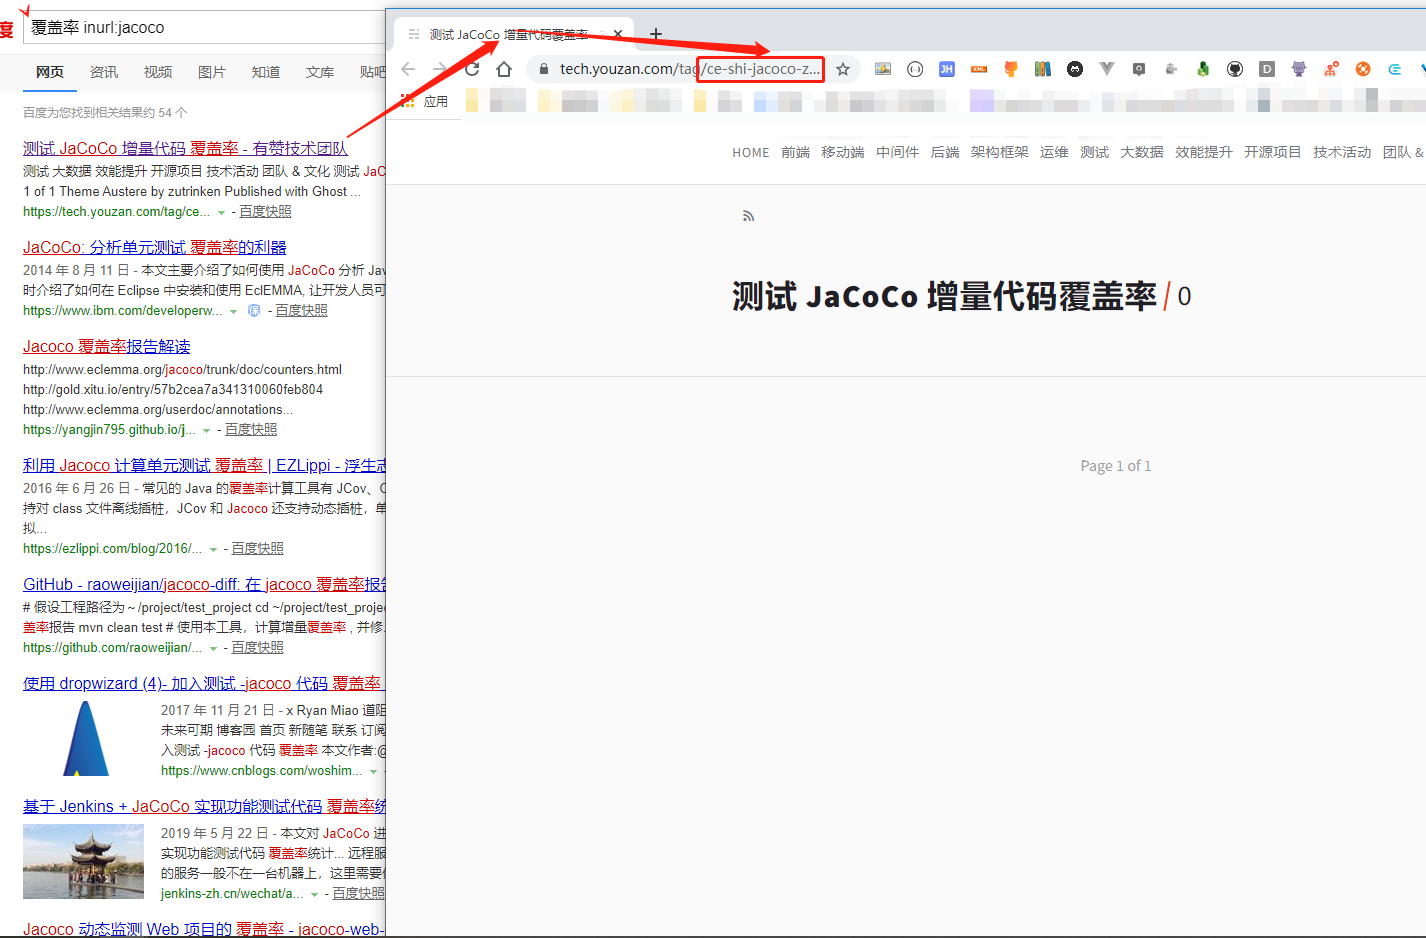 度
覆盖率 inurl:jacoco
网页 资讯 视频 图片 知道 文库 贴吧
百度为您找到相关结果约 54 个
测试 JaCoCo 增量代码 覆盖率 - 有赞技术团队
测试 大数据 效能提升 开源项目 技术活动 团队 & 文化 测试 JaC
1 of 1 Theme Austere by zutrinken Published with Ghost ...
https://tech.youzan.com/tag/ce... - 百度快照
JaCoCo: 分析单元测试 覆盖率的利器
2014 年 8 月 11 日 - 本文主要介绍了如何使用 JaCoCo 分析 Jav
时介绍了如何在 Eclipse 中安装和使用 EclEMMA, 让开发人员可
https://www.ibm.com/developerw... 保 - 百度快照
Jacoco 覆盖率报告解读
http://www.eclemma.org/jacoco/trunk/doc/counters.html
http://gold.xitu.io/entry/57b2cea7a341310060feb804
http://www.eclemma.org/userdoc/annotations...
https://yangjin795.github.io/j... - 百度快照
利用 Jacoco 计算单元测试 覆盖率 | EZLippi - 浮生志
2016 年 6 月 26 日 - 常见的 Java 的覆盖率计算工具有 JCov、C
持对 class 文件离线插桩，JCov 和 Jacoco 还支持动态插桩，单
拟...
https://ezlippi.com/blog/2016/... - 百度快照
GitHub - raoweijian/jacoco-diff: 在 jacoco 覆盖率报告
# 假设工程路径为 ~/project/test_project cd ~/project/test_projec
盖率报告 mvn clean test # 使用本工具，计算增量覆盖率 , 并修...
https://github.com/raoweijian/... - 百度快照
使用 dropwizard (4)- 加入测试 -jacoco 代码 覆盖率
2017 年 11 月 21 日 - x Ryan Miao 道阻
未来可期 博客园 首页 新随笔 联系 订阅
入测试 -jacoco 代码 覆盖率 本文作者:@
https://www.cnblogs.com/woshim... -
基于 Jenkins + JaCoCo 实现功能测试代码 覆盖率统
2019 年 5 月 22 日 - 本文对 JaCoCo 进
实现功能测试代码 覆盖率统计... 远程服
的服务一般不在一台机器上，这里需要
jenkins-zh.cn/wechat/a... - 百度快照
Jacoco 动态监测 Web 项目的 覆盖率 - jacoco-web-
测试 JaCoCo 增量代码覆盖率
tech.youzan.com/tag/ce-shi-jacoco-z...
JH
XML
D
应用
HOME 前端 移动端 中间件 后端 架构框架 运维 测试 大数据 效能提升 开源项目 技术活动 团队 &
测试 JaCoCo 增量代码覆盖率 / 0
Page 1 of 1